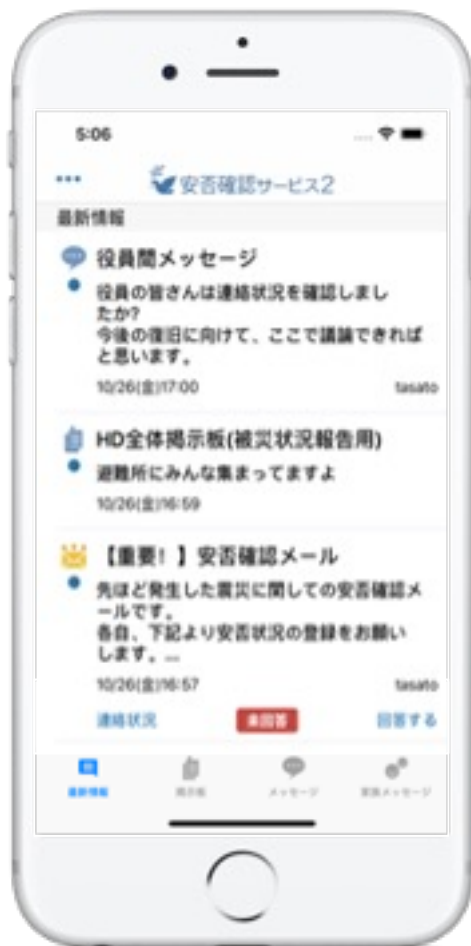 5:06
安否確認サービス2
最新情報
役員間メッセージ
役員の皆さんは連絡状況を確認しまし
たか?
今後の復旧に向けて、ここで議論できれば
と思います。
10/26(金)17:00
tasato
HD全体掲示板(被災状況報告用)
避難所にみんな集まってますよ
10/26(金)16:59
【重要!】安否確認メール
先ほど発生した震災に関しての安否確認メ
ールです。
各自、下記より安否状況の登録をお願い
します。...
10/26(金)16:57
tasato
連絡状況
未回答
回答する
最新情報
掲示板
メッセージ
家族メッセージ